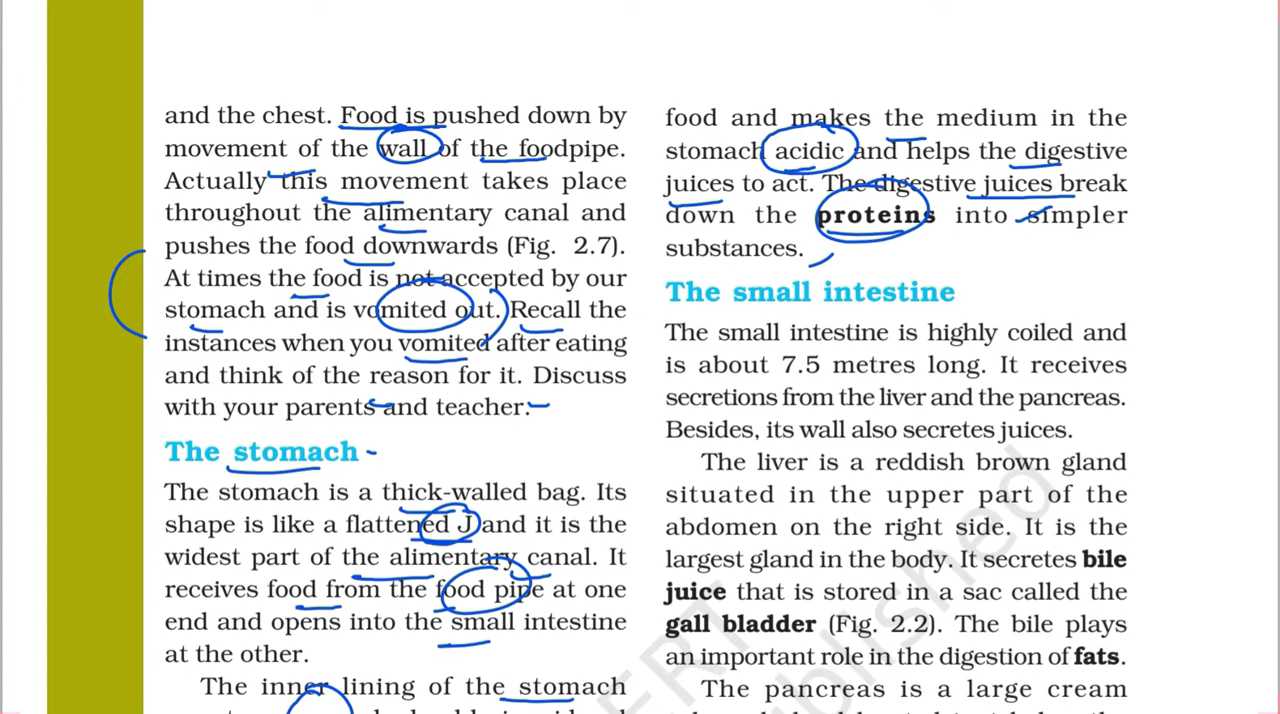 and the chest. Food is pushed down by
movement of the wall of the foodpipe.
Actually this movement takes place
throughout the alimentary canal and
pushes the food downwards (Fig. 2.7).
At times the food is not accepted by our
stomach and is vomited out. Recall the
instances when you vomited after eating
and think of the reason for it. Discuss
with your parents and teacher.
The stomach
The stomach is a thick-walled bag. Its
shape is like a flattened J and it is the
widest part of the alimentary canal. It
receives food from the food pipe at one
end and opens into the small intestine
at the other.
The inner lining of the stomach
food and makes the medium in the
stomach acidic and helps the digestive
juices to act. The digestive juices break
down the proteins into simpler
substances.
The small intestine
The small intestine is highly coiled and
is about 7.5 metres long. It receives
secretions from the liver and the pancreas.
Besides, its wall also secretes juices.
The liver is a reddish brown gland
situated in the upper part of the
abdomen on the right side. It is the
largest gland in the body. It secretes bile
juice that is stored in a sac called the
gall bladder (Fig. 2.2). The bile plays
an important role in the digestion of fats.
The pancreas is a large cream